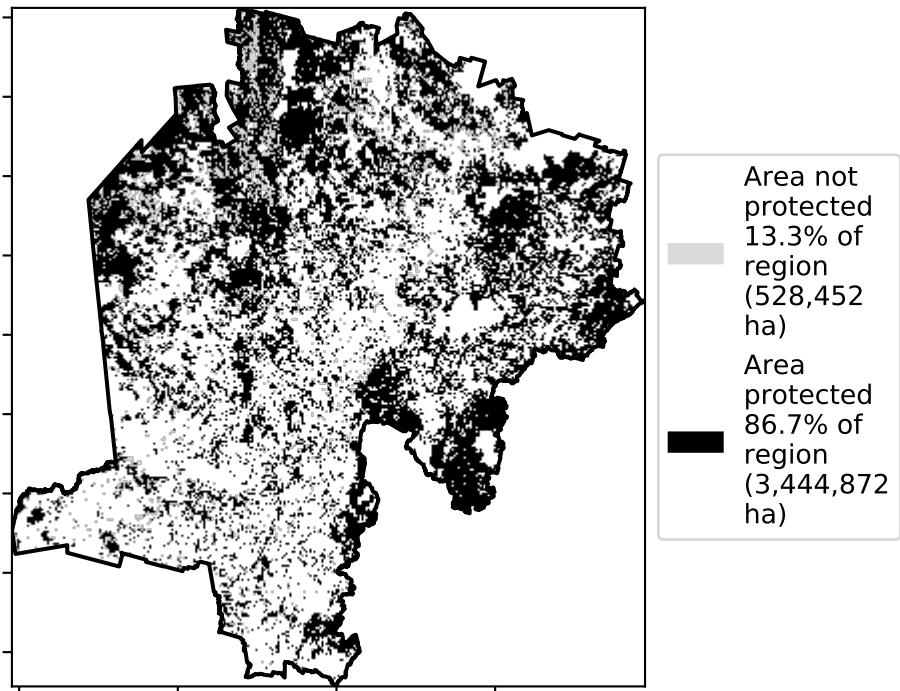 Area not
protected
13.3% of
region
(528,452
ha)
Area
protected
86.7% of
region
(3,444,872
ha)